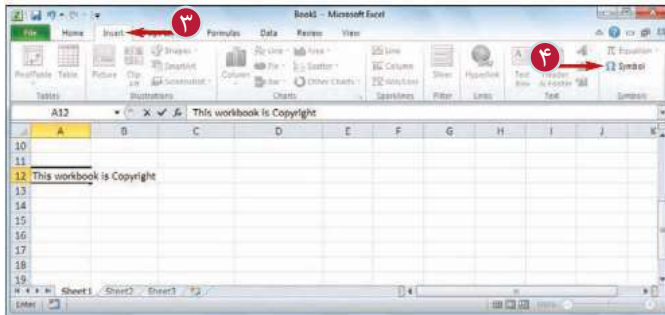 Book1 - Microsoft Excel
۳
File Home Insert Formulas Data Review View
۴
PivotTable Table Picture Clip Art Shapes SmartArt Screenshot Column Line Pie Bar Area Scatter Other Charts Line Column Win/Loss Slicer Hyperlink Text Box Header & Footer Equation Symbol
Tables Illustrations Charts Sparklines Filter Links Text Symbols
A12 fx This workbook is Copyright
A B C D E F G H I J K
10
11
12 This workbook is Copyright
13
14
15
16
17
18
19
Sheet1 Sheet2 Sheet3
Enter